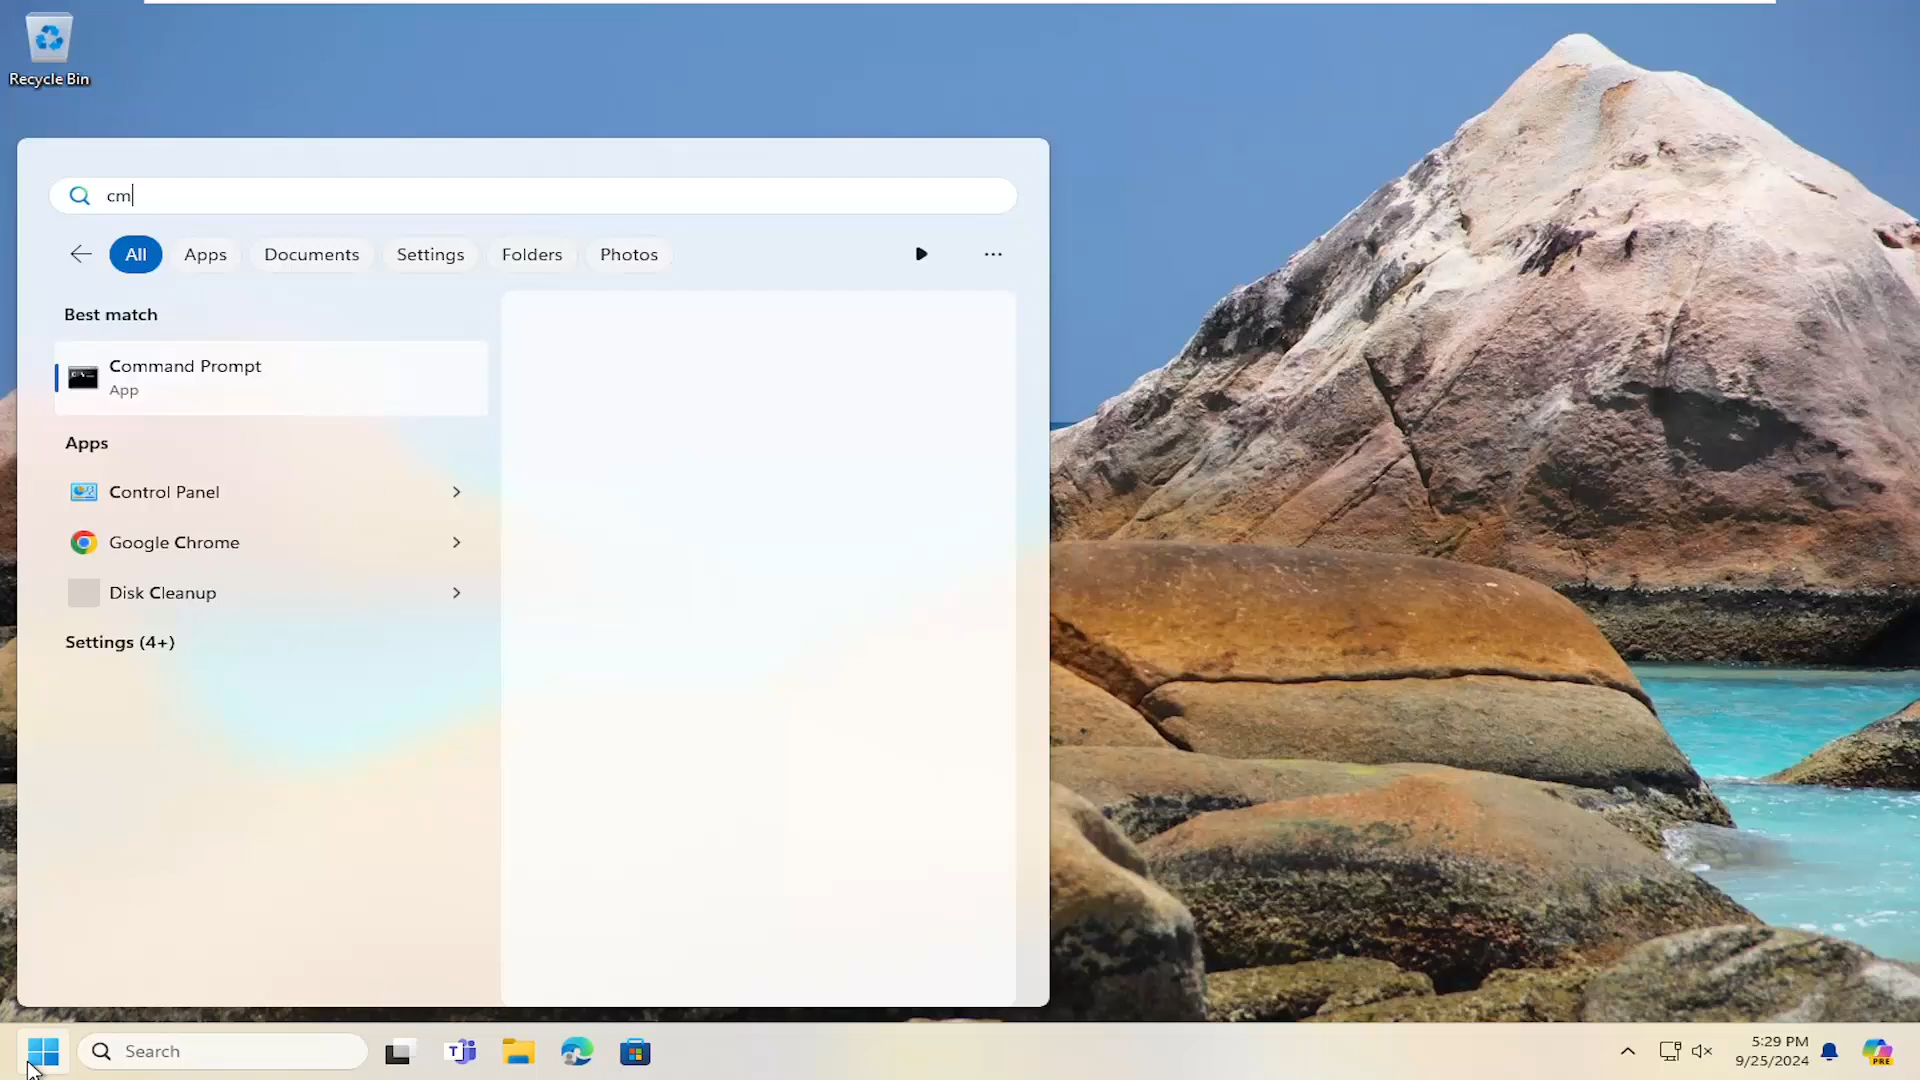 Recycle Bin
cm
All Apps Documents Settings Folders Photos
Best match
Command Prompt
App
Apps
Control Panel
Google Chrome
Disk Cleanup
Settings (4+)
Search
5:29 PM
9/25/2024
PRE